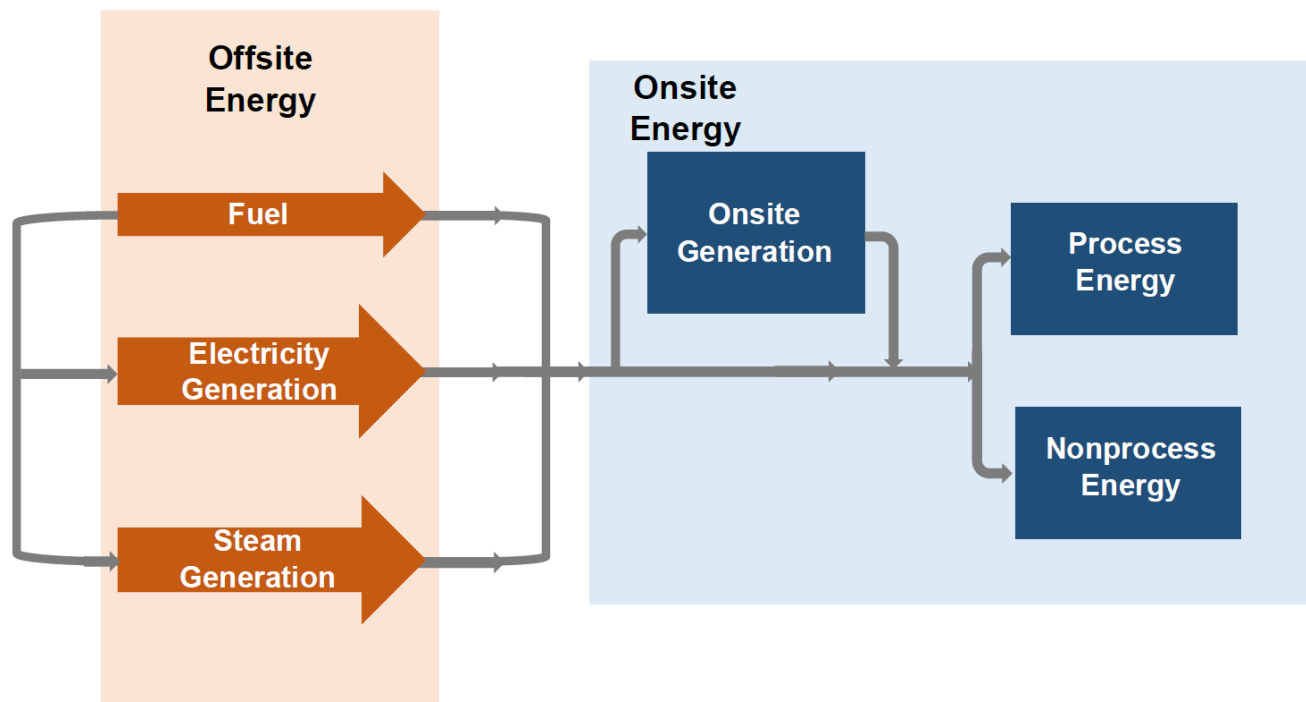 Offsite
Energy
Fuel
Electricity
Generation
Steam
Generation
Onsite
Energy
Onsite
Generation
Process
Energy
Nonprocess
Energy